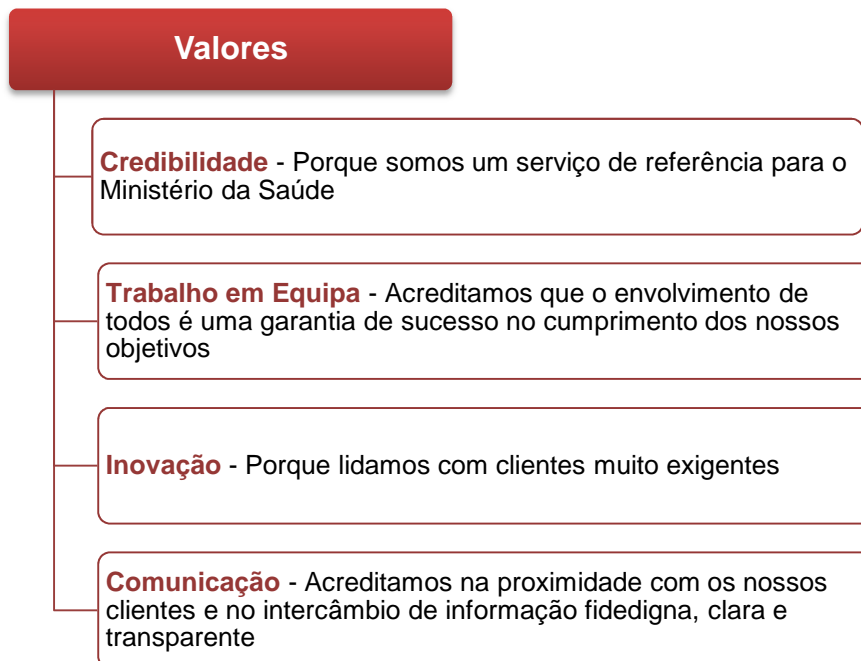 Valores
Credibilidade - Porque somos um serviço de referência para o
Ministério da Saúde
Trabalho em Equipa - Acreditamos que o envolvimento de
todos é uma garantia de sucesso no cumprimento dos nossos
objetivos
Inovação - Porque lidamos com clientes muito exigentes
Comunicação - Acreditamos na proximidade com os nossos
clientes e no intercâmbio de informação fidedigna, clara e
transparente